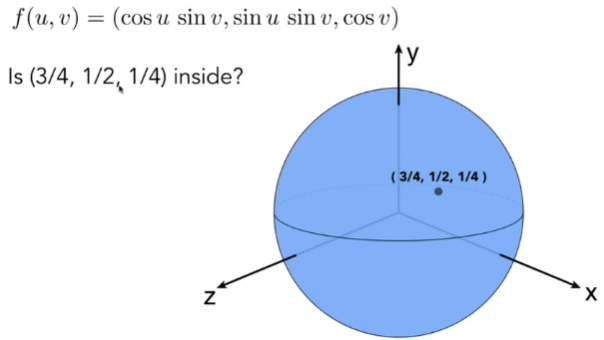 f(u, v) = (cos u sin v, sin u sin v, cos v)
Is (3/4, 1/2, 1/4) inside?
y
( 3/4, 1/2, 1/4 )
z
x